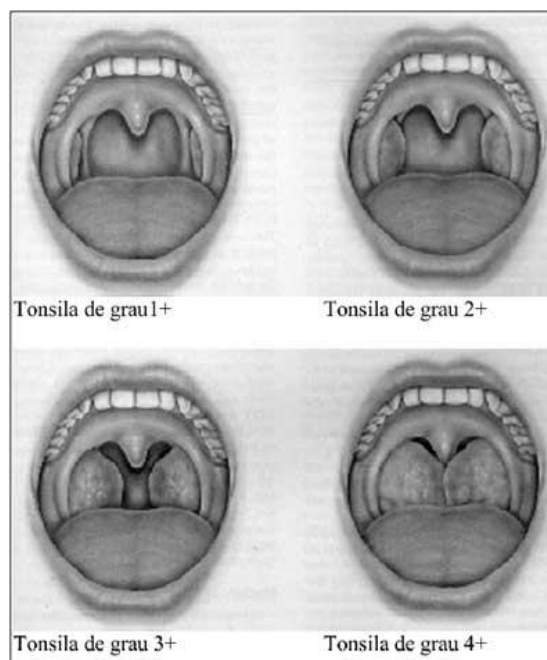 Tonsila de grau1+
Tonsila de grau 2+
Tonsila de grau 3+
Tonsila de grau 4+